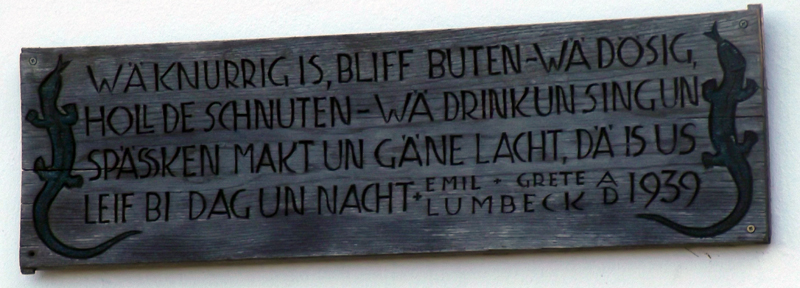 WÄ KNURRIG IS, BLIFF BUTEN-WÄ DÖSIG,
HOLL DE SCHNUTEN-WÄ DRINK UN SING UN
SPÄSSKEN MAKT UN GÄNE LACHT, DÄ IS US
LEIF BI DAG UN NACHT + EMIL + GRETE LUMBECK A/D 1939